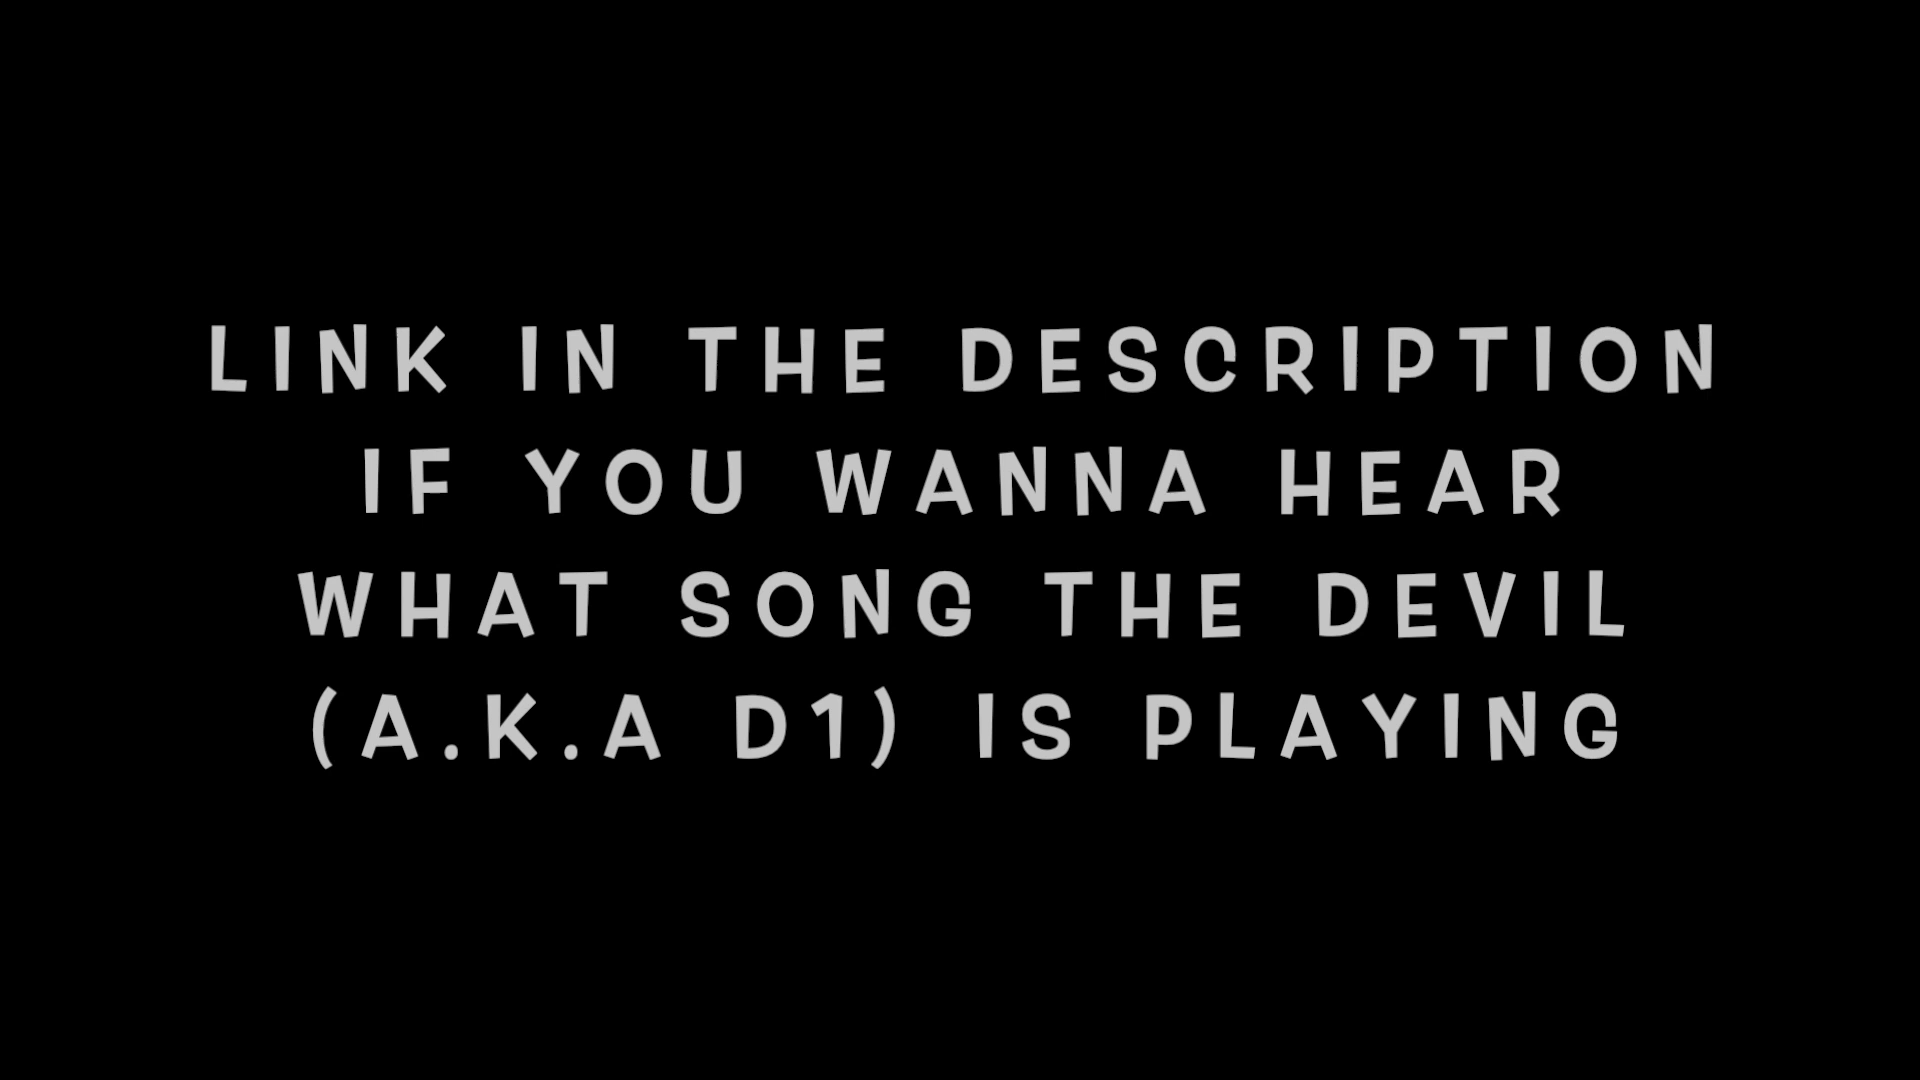 LINK IN THE DESCRIPTION
IF YOU WANNA HEAR
WHAT SONG THE DEVIL
(A.K.A D1) IS PLAYING